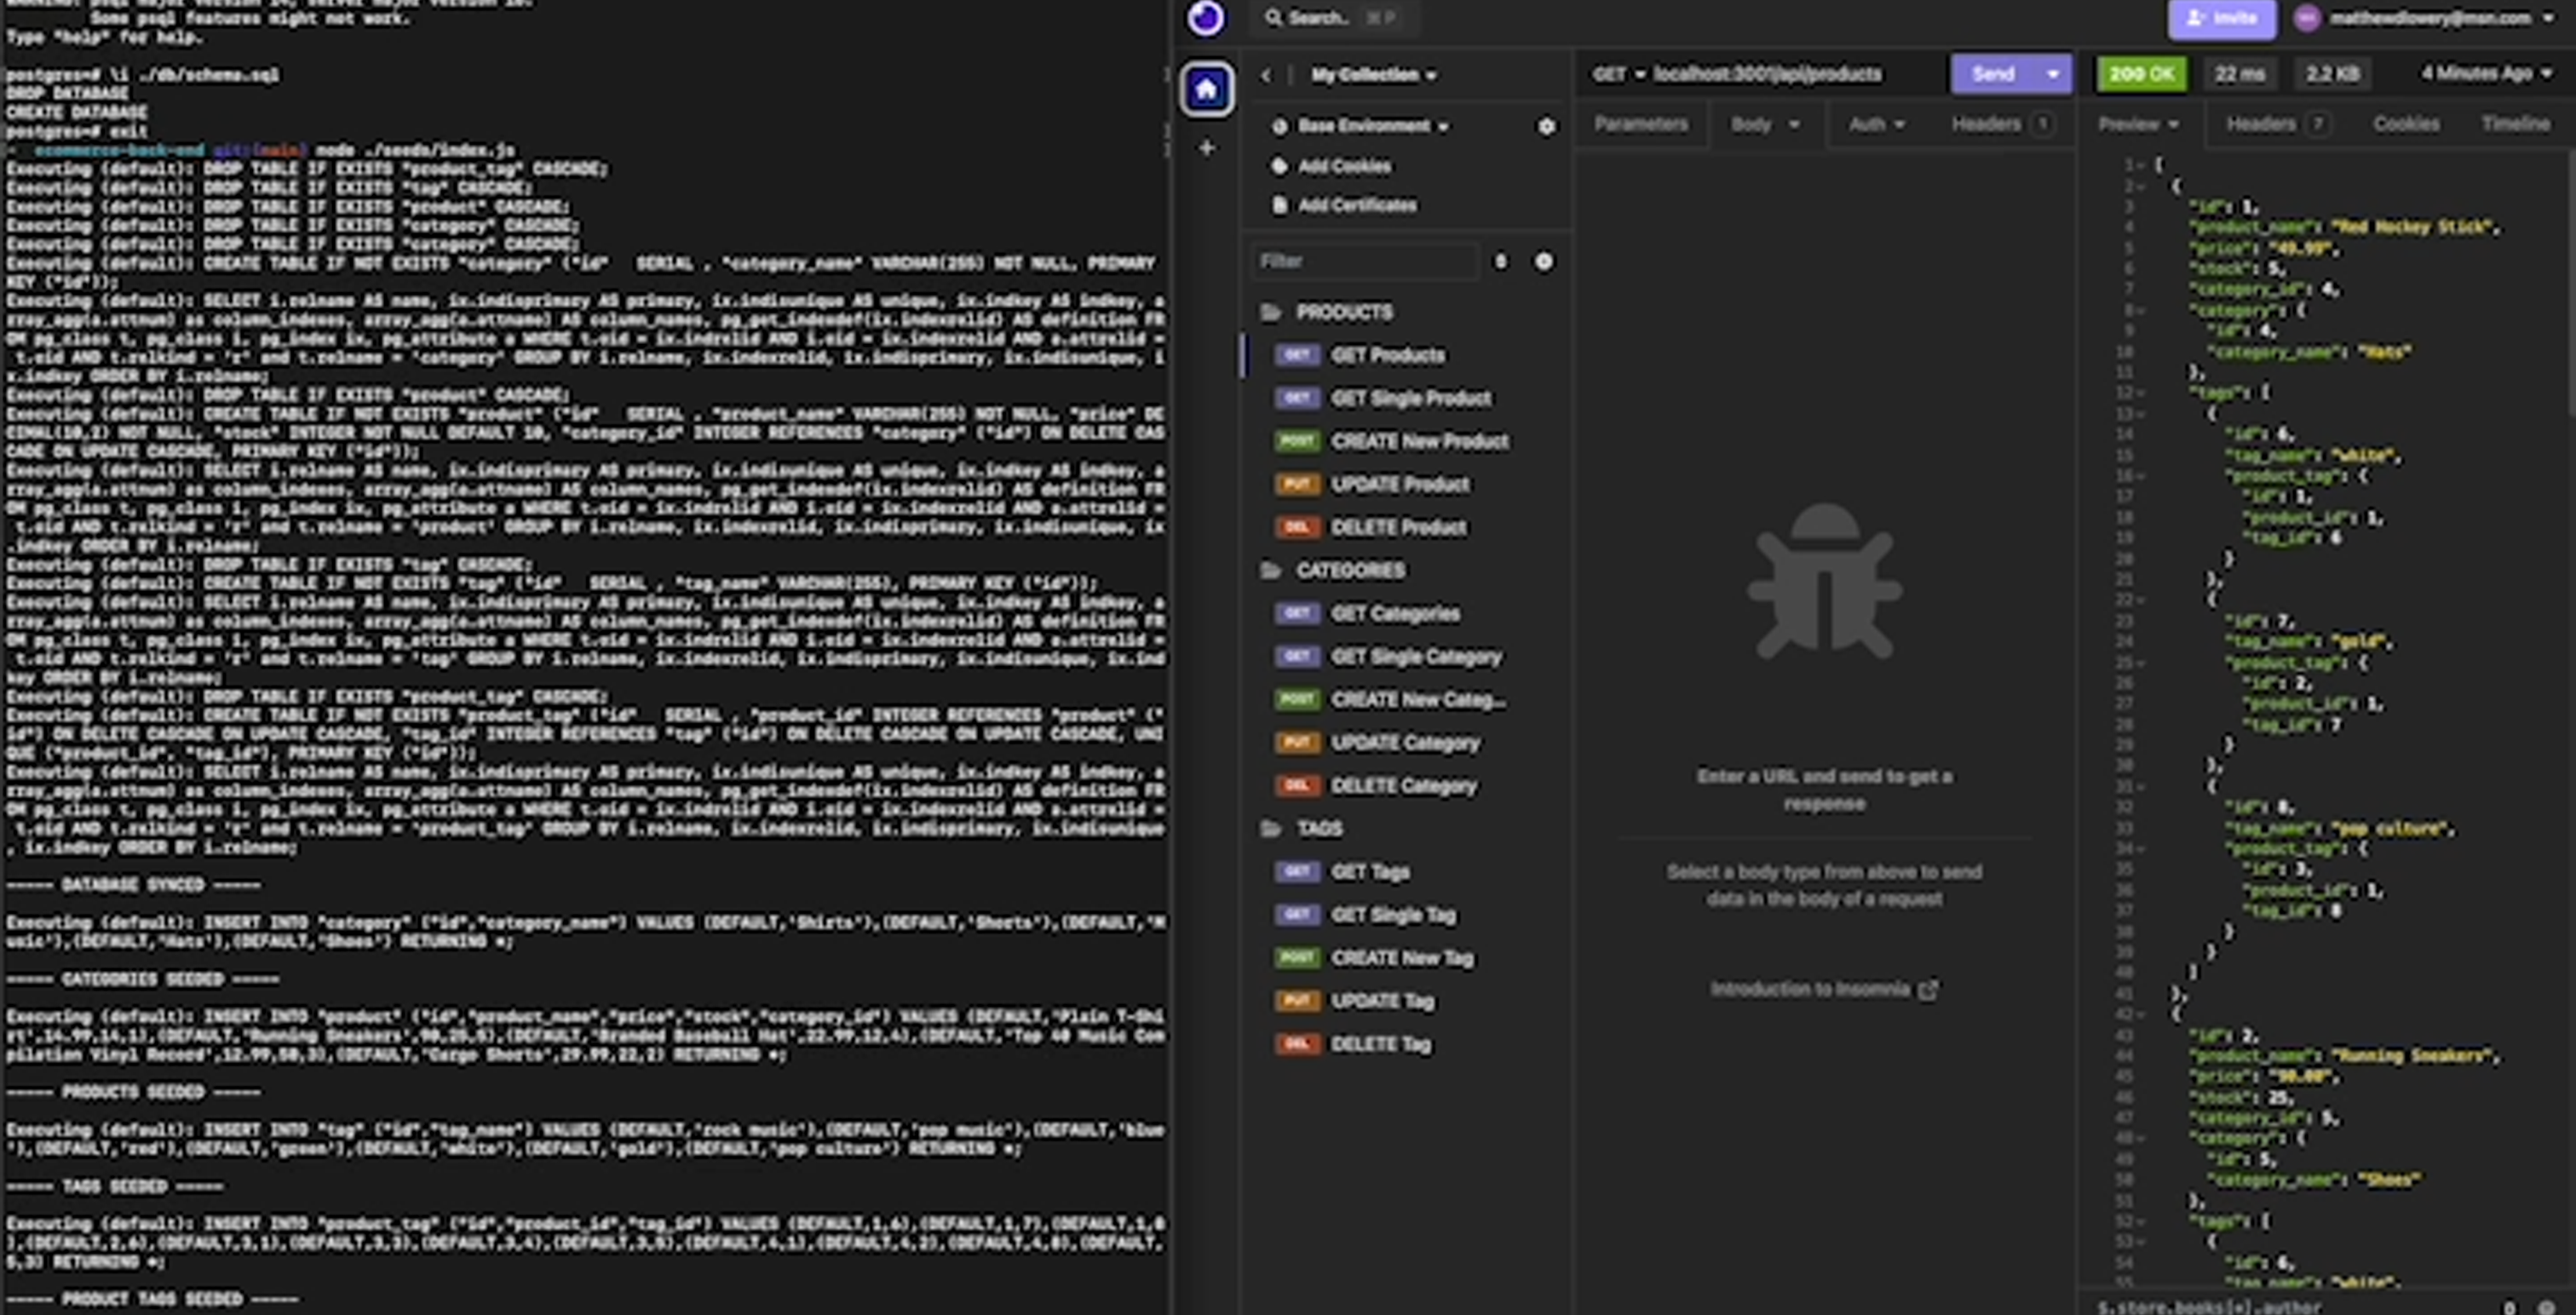 WARNING: psql major version 14, server major version 16.
Some psql features might not work.
Type "help" for help.
postgres=# \i ./db/schema.sql
DROP DATABASE
CREATE DATABASE
postgres=# exit
ecommerce-back-end git:(main) node ./seeds/index.js
Executing (default): DROP TABLE IF EXISTS "product_tag" CASCADE;
Executing (default): DROP TABLE IF EXISTS "tag" CASCADE;
Executing (default): DROP TABLE IF EXISTS "product" CASCADE;
Executing (default): DROP TABLE IF EXISTS "category" CASCADE;
Executing (default): DROP TABLE IF EXISTS "category" CASCADE;
Executing (default): CREATE TABLE IF NOT EXISTS "category" ("id"   SERIAL , "category_name" VARCHAR(255) NOT NULL, PRIMARY
KEY ("id"));
Executing (default): SELECT i.relname AS name, ix.indisprimary AS primary, ix.indisunique AS unique, ix.indkey AS indkey, a
rray_agg(a.attnum) as column_indexes, array_agg(a.attname) AS column_names, pg_get_indexdef(ix.indexrelid) AS definition FR
OM pg_class t, pg_class i, pg_index ix, pg_attribute a WHERE t.oid = ix.indrelid AND i.oid = ix.indexrelid AND a.attrelid =
t.oid AND t.relkind = 'r' and t.relname = 'category' GROUP BY i.relname, ix.indexrelid, ix.indisprimary, ix.indisunique, i
x.indkey ORDER BY i.relname;
Executing (default): DROP TABLE IF EXISTS "product" CASCADE;
Executing (default): CREATE TABLE IF NOT EXISTS "product" ("id"   SERIAL , "product_name" VARCHAR(255) NOT NULL, "price" DE
CIMAL(10,2) NOT NULL, "stock" INTEGER NOT NULL DEFAULT 10, "category_id" INTEGER REFERENCES "category" ("id") ON DELETE CAS
CADE ON UPDATE CASCADE, PRIMARY KEY ("id"));
Executing (default): SELECT i.relname AS name, ix.indisprimary AS primary, ix.indisunique AS unique, ix.indkey AS indkey, a
rray_agg(a.attnum) as column_indexes, array_agg(a.attname) AS column_names, pg_get_indexdef(ix.indexrelid) AS definition FR
OM pg_class t, pg_class i, pg_index ix, pg_attribute a WHERE t.oid = ix.indrelid AND i.oid = ix.indexrelid AND a.attrelid =
t.oid AND t.relkind = 'r' and t.relname = 'product' GROUP BY i.relname, ix.indexrelid, ix.indisprimary, ix.indisunique, ix
.indkey ORDER BY i.relname;
Executing (default): DROP TABLE IF EXISTS "tag" CASCADE;
Executing (default): CREATE TABLE IF NOT EXISTS "tag" ("id"   SERIAL , "tag_name" VARCHAR(255), PRIMARY KEY ("id"));
Executing (default): SELECT i.relname AS name, ix.indisprimary AS primary, ix.indisunique AS unique, ix.indkey AS indkey, a
rray_agg(a.attnum) as column_indexes, array_agg(a.attname) AS column_names, pg_get_indexdef(ix.indexrelid) AS definition FR
OM pg_class t, pg_class i, pg_index ix, pg_attribute a WHERE t.oid = ix.indrelid AND i.oid = ix.indexrelid AND a.attrelid =
t.oid AND t.relkind = 'r' and t.relname = 'tag' GROUP BY i.relname, ix.indexrelid, ix.indisprimary, ix.indisunique, ix.ind
key ORDER BY i.relname;
Executing (default): DROP TABLE IF EXISTS "product_tag" CASCADE;
Executing (default): CREATE TABLE IF NOT EXISTS "product_tag" ("id"   SERIAL , "product_id" INTEGER REFERENCES "product" ("
id") ON DELETE CASCADE ON UPDATE CASCADE, "tag_id" INTEGER REFERENCES "tag" ("id") ON DELETE CASCADE ON UPDATE CASCADE, UNI
QUE ("product_id", "tag_id"), PRIMARY KEY ("id"));
Executing (default): SELECT i.relname AS name, ix.indisprimary AS primary, ix.indisunique AS unique, ix.indkey AS indkey, a
rray_agg(a.attnum) as column_indexes, array_agg(a.attname) AS column_names, pg_get_indexdef(ix.indexrelid) AS definition FR
OM pg_class t, pg_class i, pg_index ix, pg_attribute a WHERE t.oid = ix.indrelid AND i.oid = ix.indexrelid AND a.attrelid =
t.oid AND t.relkind = 'r' and t.relname = 'product_tag' GROUP BY i.relname, ix.indexrelid, ix.indisprimary, ix.indisunique
, ix.indkey ORDER BY i.relname;
----- DATABASE SYNCED -----
Executing (default): INSERT INTO "category" ("id","category_name") VALUES (DEFAULT,'Shirts'),(DEFAULT,'Shorts'),(DEFAULT,'M
usic'),(DEFAULT,'Hats'),(DEFAULT,'Shoes') RETURNING *;
----- CATEGORIES SEEDED -----
Executing (default): INSERT INTO "product" ("id","product_name","price","stock","category_id") VALUES (DEFAULT,'Plain T-Shi
rt',14.99,14,1),(DEFAULT,'Running Sneakers',90,25,5),(DEFAULT,'Branded Baseball Hat',22.99,12,4),(DEFAULT,'Top 40 Music Com
pilation Vinyl Record',12.99,50,3),(DEFAULT,'Cargo Shorts',29.99,22,2) RETURNING *;
----- PRODUCTS SEEDED -----
Executing (default): INSERT INTO "tag" ("id","tag_name") VALUES (DEFAULT,'rock music'),(DEFAULT,'pop music'),(DEFAULT,'blue
'),(DEFAULT,'red'),(DEFAULT,'green'),(DEFAULT,'white'),(DEFAULT,'gold'),(DEFAULT,'pop culture') RETURNING *;
----- TAGS SEEDED -----
Executing (default): INSERT INTO "product_tag" ("id","product_id","tag_id") VALUES (DEFAULT,1,6),(DEFAULT,1,7),(DEFAULT,1,8
),(DEFAULT,2,6),(DEFAULT,3,1),(DEFAULT,3,3),(DEFAULT,3,4),(DEFAULT,3,5),(DEFAULT,4,1),(DEFAULT,4,2),(DEFAULT,4,8),(DEFAULT,
5,3) RETURNING *;
----- PRODUCT TAGS SEEDED -----
Search.. ⌘ P
Invite
matthewdlowery@msn.com
My Collection
Base Environment
Add Cookies
Add Certificates
Filter
PRODUCTS
GET GET Products
GET GET Single Product
POST CREATE New Product
PUT UPDATE Product
DEL DELETE Product
CATEGORIES
GET GET Categories
GET GET Single Category
POST CREATE New Categ...
PUT UPDATE Category
DEL DELETE Category
TAGS
GET GET Tags
GET GET Single Tag
POST CREATE New Tag
PUT UPDATE Tag
DEL DELETE Tag
GET localhost:3001/api/products
Send
Parameters Body Auth Headers 1
Enter a URL and send to get a
response
Select a body type from above to send
data in the body of a request
Introduction to Insomnia
200 OK 22 ms 2.2 KB 4 Minutes Ago
Preview Headers 7 Cookies Timeline
1 [
2 {
3 "id": 1,
4 "product_name": "Red Hockey Stick",
5 "price": "49.99",
6 "stock": 5,
7 "category_id": 4,
8 "category": {
9 "id": 4,
10 "category_name": "Hats"
11 },
12 "tags": [
13 {
14 "id": 6,
15 "tag_name": "white",
16 "product_tag": {
17 "id": 1,
18 "product_id": 1,
19 "tag_id": 6
20 }
21 },
22 {
23 "id": 7,
24 "tag_name": "gold",
25 "product_tag": {
26 "id": 2,
27 "product_id": 1,
28 "tag_id": 7
29 }
30 },
31 {
32 "id": 8,
33 "tag_name": "pop culture",
34 "product_tag": {
35 "id": 3,
36 "product_id": 1,
37 "tag_id": 8
38 }
39 }
40 ]
41 },
42 {
43 "id": 2,
44 "product_name": "Running Sneakers",
45 "price": "90.00",
46 "stock": 25,
47 "category_id": 5,
48 "category": {
49 "id": 5,
50 "category_name": "Shoes"
51 },
52 "tags": [
53 {
54 "id": 6,
55 "tag_name": "white",
$.store.books[*].author